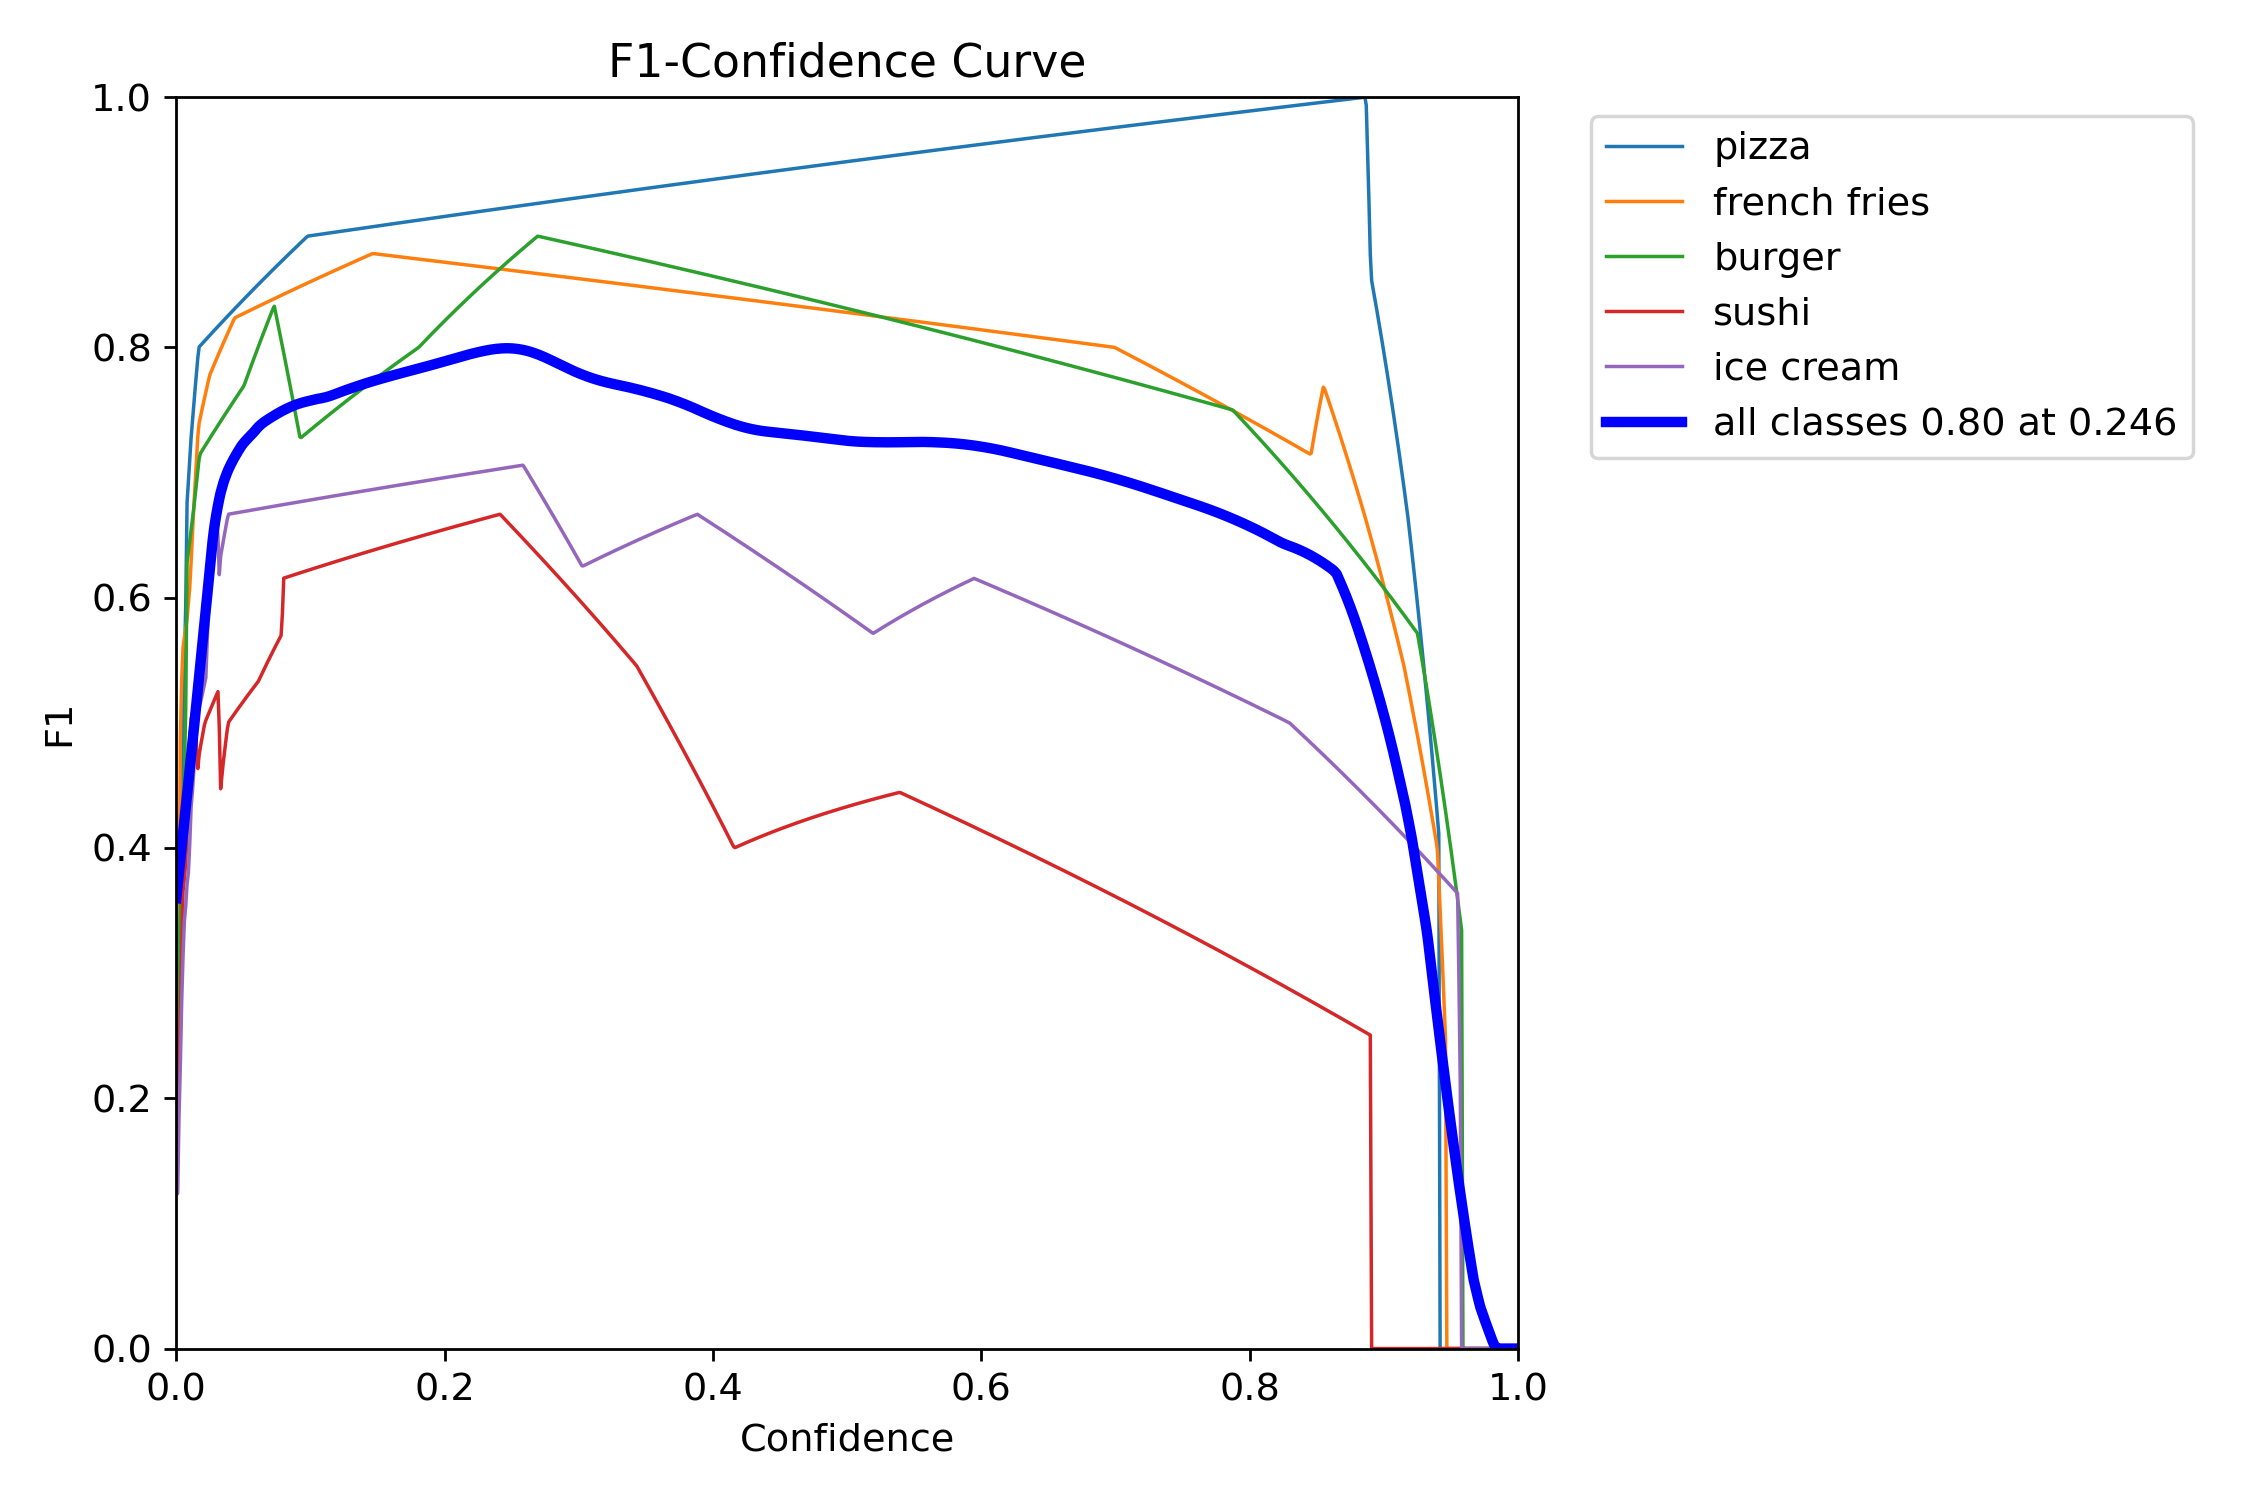 F1-Confidence Curve
1.0
0.8
0.6
0.4
0.2
0.0
F1
0.0 0.2 0.4 0.6 0.8 1.0
Confidence
pizza
french fries
burger
sushi
ice cream
all classes 0.80 at 0.246